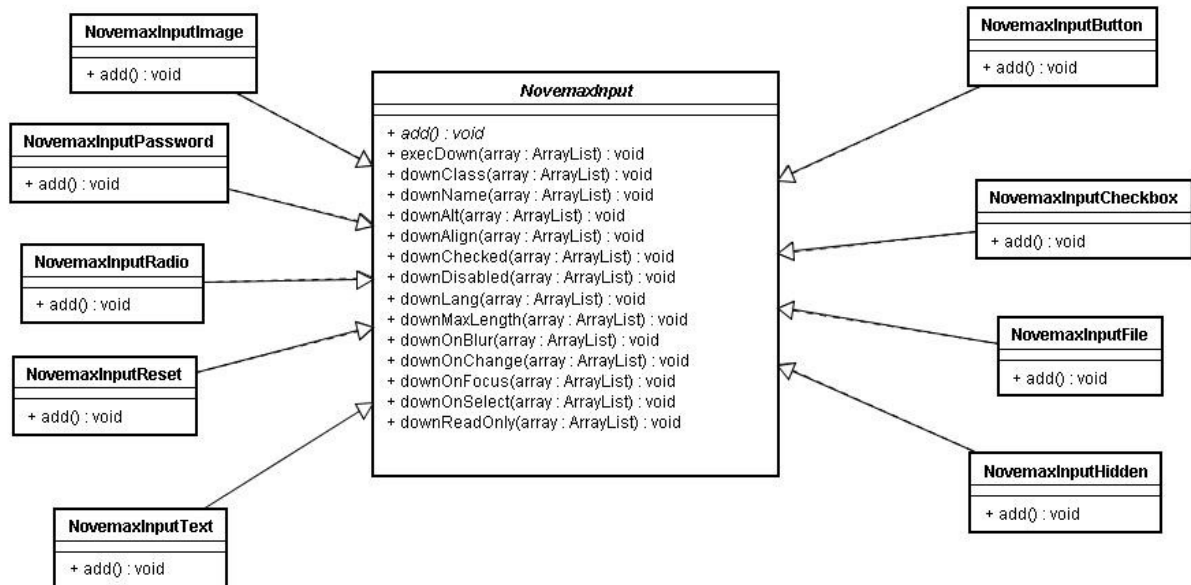 NovemaxInputImage
+ add() : void
NovemaxInputPassword
+ add() : void
NovemaxInputRadio
+ add() : void
NovemaxInputReset
+ add() : void
NovemaxInputText
+ add() : void
NovemaxInput
+ add() : void
+ execDown(array : ArrayList) : void
+ downClass(array : ArrayList) : void
+ downName(array : ArrayList) : void
+ downAlt(array : ArrayList) : void
+ downAlign(array : ArrayList) : void
+ downChecked(array : ArrayList) : void
+ downDisabled(array : ArrayList) : void
+ downLang(array : ArrayList) : void
+ downMaxLength(array : ArrayList) : void
+ downOnBlur(array : ArrayList) : void
+ downOnChange(array : ArrayList) : void
+ downOnFocus(array : ArrayList) : void
+ downOnSelect(array : ArrayList) : void
+ downReadOnly(array : ArrayList) : void
NovemaxInputButton
+ add() : void
NovemaxInputCheckbox
+ add() : void
NovemaxInputFile
+ add() : void
NovemaxInputHidden
+ add() : void